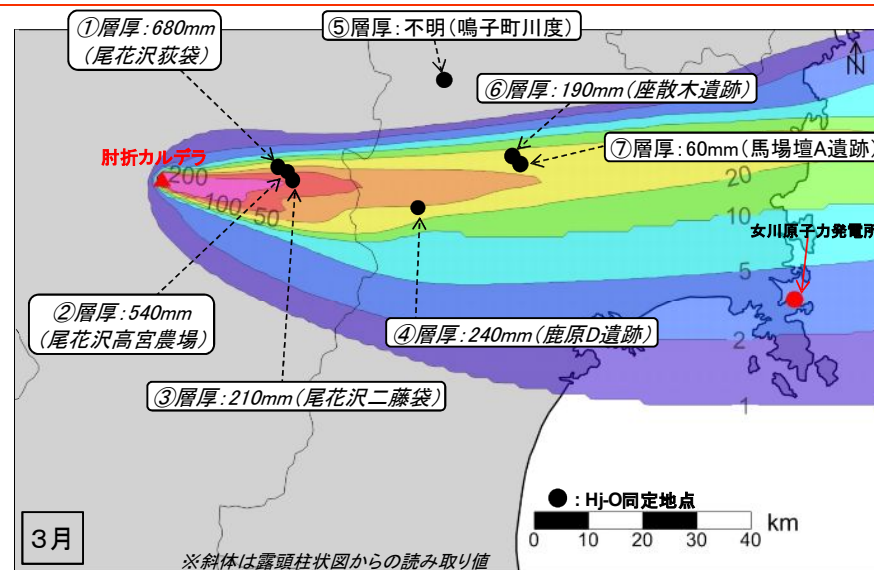 ①層厚：680mm
(尾花沢荻袋)
⑤層厚：不明(鳴子町川度)
N
⑥層厚：190mm(座散木遺跡)
肘折カルデラ
⑦層厚：60mm(馬場壇A遺跡)
200
100
50
20
10
女川原子力発電所
5
②層厚：540mm
(尾花沢高宮農場)
④層厚：240mm(鹿原D遺跡)
2
③層厚：210mm(尾花沢二藤袋)
1
●：Hj-O同定地点
km
0 10 20 30 40
3月
※斜体は露頭柱状図からの読み取り値